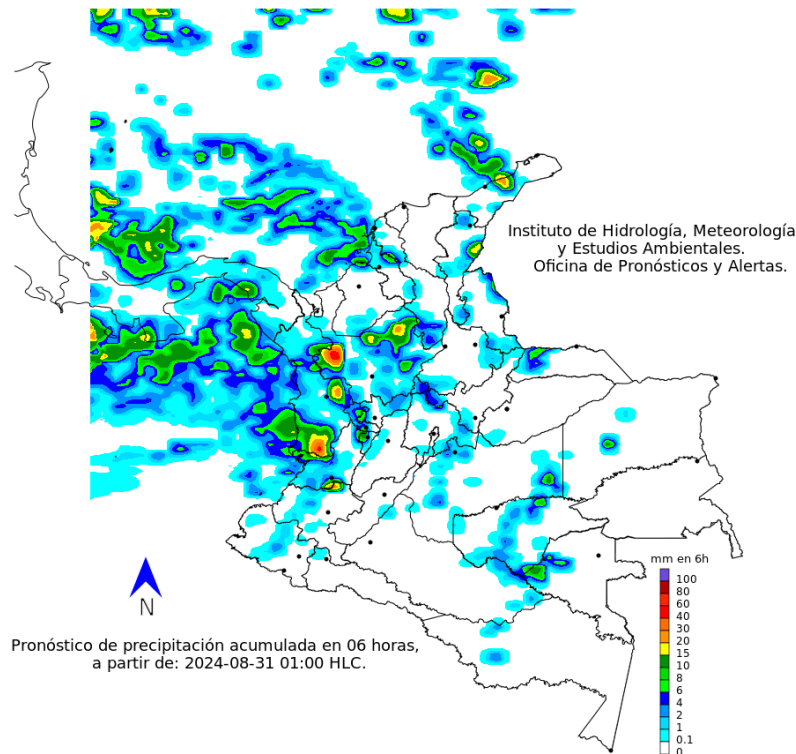 Instituto de Hidrología, Meteorología
y Estudios Ambientales.
Oficina de Pronósticos y Alertas.
mm en 6h
100
80
60
40
30
20
15
10
8
6
4
2
1
0.1
0
N
Pronóstico de precipitación acumulada en 06 horas,
a partir de: 2024-08-31 01:00 HLC.